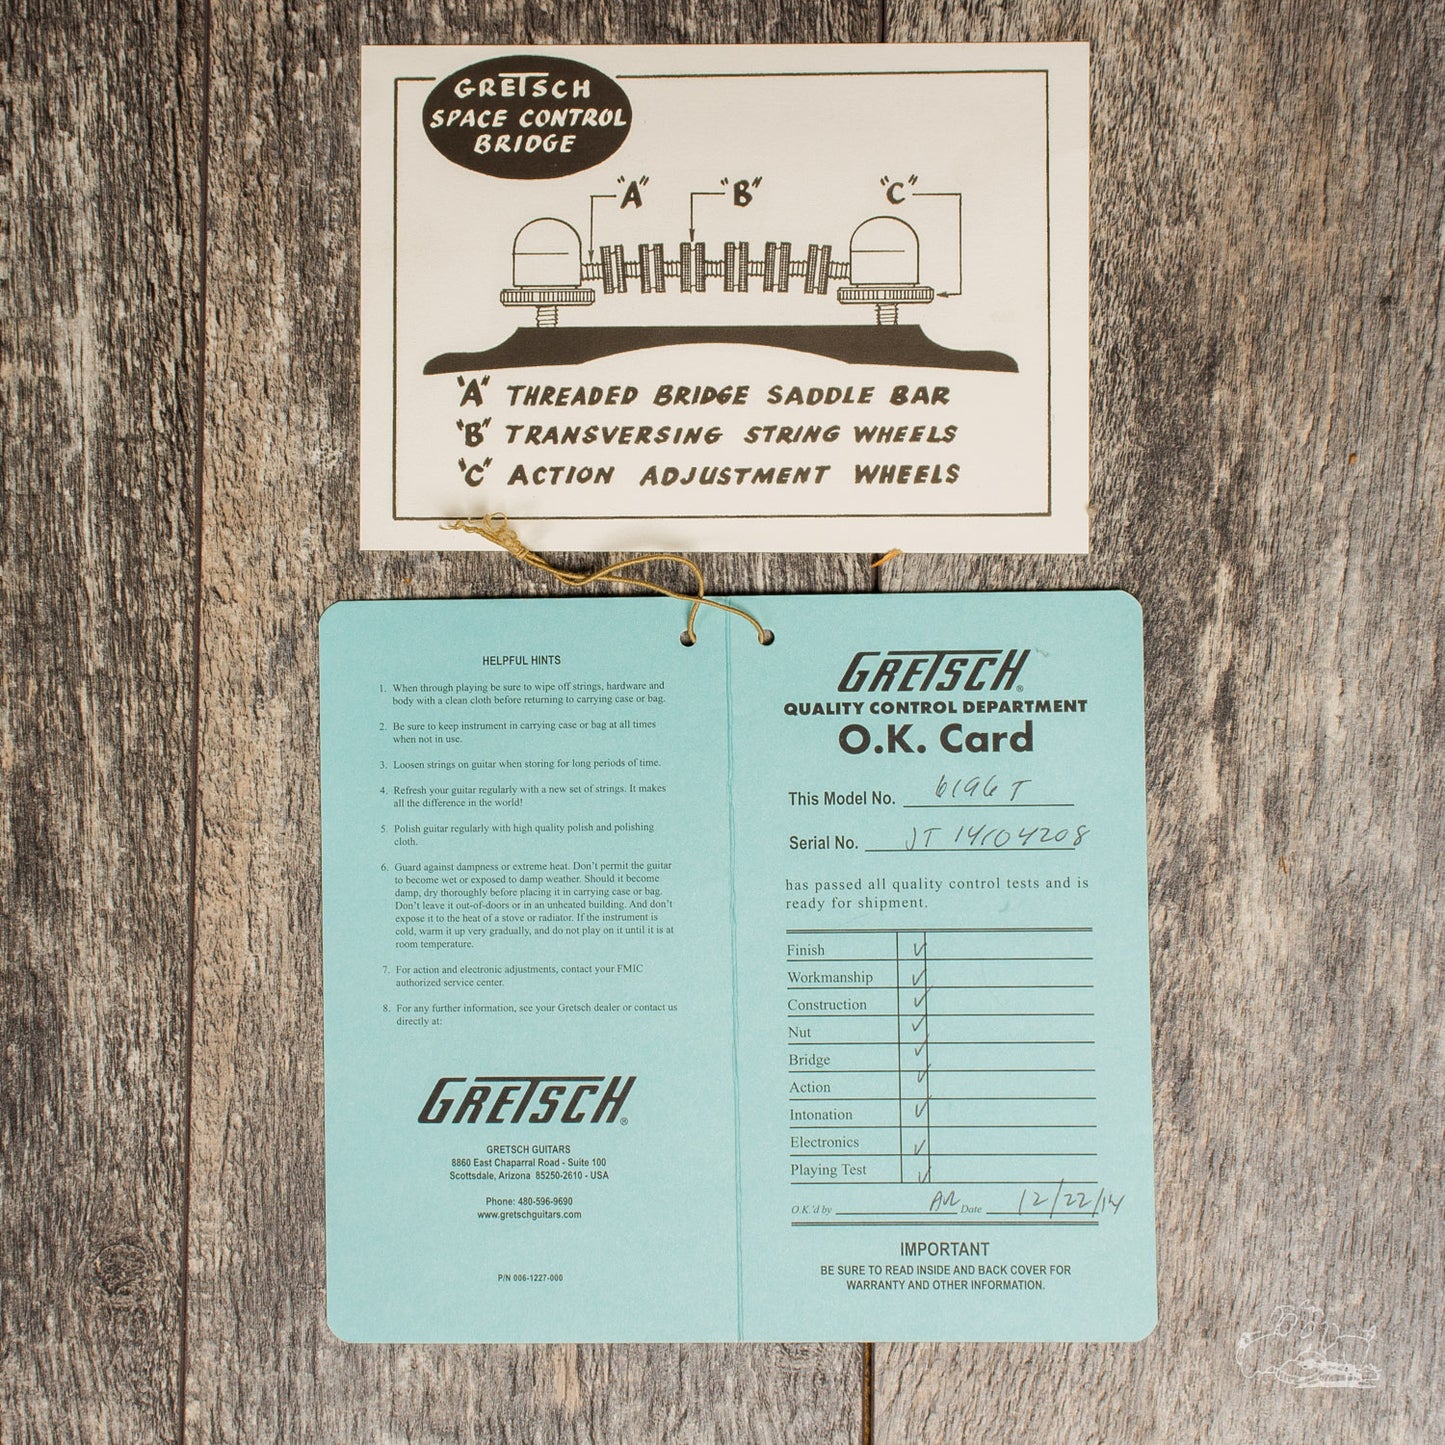 GRETSCH
SPACE CONTROL
BRIDGE
"A"
"B"
"C"
"A" THREADED BRIDGE SADDLE BAR
"B" TRANSVERSING STRING WHEELS
"C" ACTION ADJUSTMENT WHEELS
HELPFUL HINTS
1. When through playing be sure to wipe off strings, hardware and
body with a clean cloth before returning to carrying case or bag.
2. Be sure to keep instrument in carrying case or bag at all times
when not in use.
3. Loosen strings on guitar when storing for long periods of time.
4. Refresh your guitar regularly with a new set of strings. It makes
all the difference in the world!
5. Polish guitar regularly with high quality polish and polishing
cloth.
6. Guard against dampness or extreme heat. Don't permit the guitar
to become wet or exposed to damp weather. Should it become
damp, dry thoroughly before placing it in carrying case or bag.
Don't leave it out-of-doors or in an unheated building. And don't
expose it to the heat of a stove or radiator. If the instrument is
cold, warm it up very gradually, and do not play on it until it is at
room temperature.
7. For action and electronic adjustments, contact your FMIC
authorized service center.
8. For any further information, see your Gretsch dealer or contact us
directly at:
GRETSCH®
GRETSCH GUITARS
8860 East Chaparral Road - Suite 100
Scottsdale, Arizona 85250-2610 - USA
Phone: 480-596-9690
www.gretschguitars.com
P/N 006-1227-000
GRETSCH®
QUALITY CONTROL DEPARTMENT
O.K. Card
This Model No. 6196T
Serial No. JT 14104208
has passed all quality control tests and is
ready for shipment.
Finish ✓
Workmanship ✓
Construction ✓
Nut ✓
Bridge ✓
Action ✓
Intonation ✓
Electronics ✓
Playing Test ✓
O.K.'d by Date 12/22/14
IMPORTANT
BE SURE TO READ INSIDE AND BACK COVER FOR
WARRANTY AND OTHER INFORMATION.